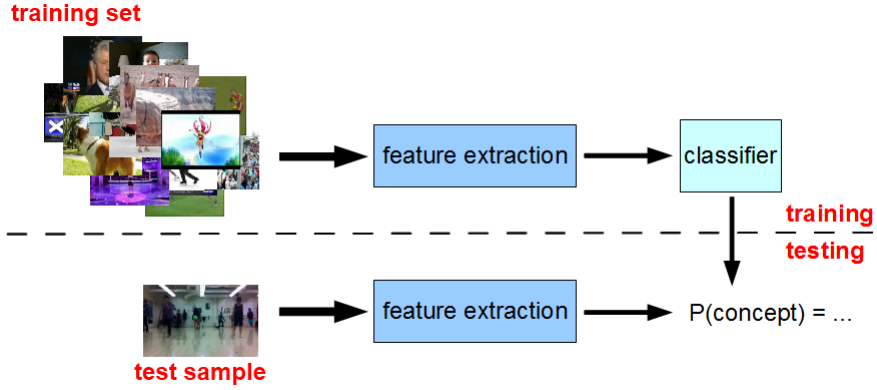 training set
feature extraction
classifier
training
testing
feature extraction
P(concept) = ...
test sample